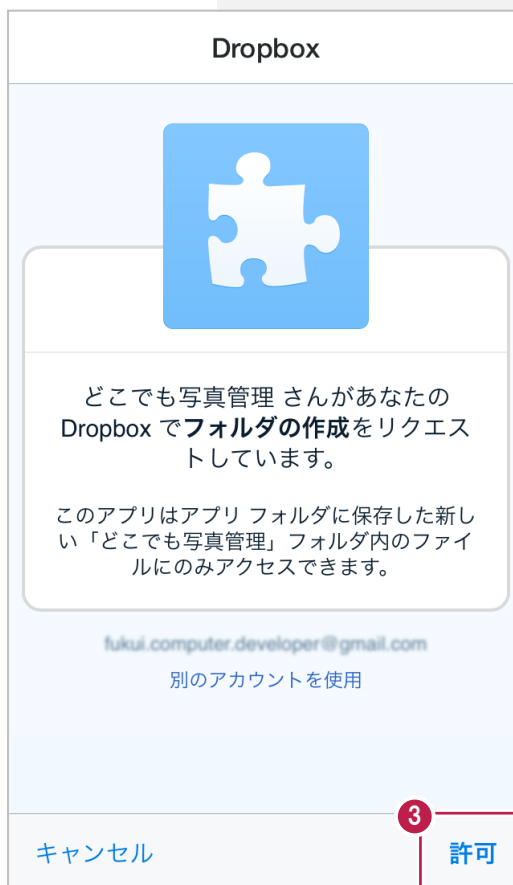 Dropbox
どこでも写真管理 さんがあなたの
Dropbox でフォルダの作成をリクエス
トしています。
このアプリはアプリ フォルダに保存した新し
い「どこでも写真管理」フォルダ内のファイ
ルにのみアクセスできます。
fukui.computer.developer@gmail.com
別のアカウントを使用
3
キャンセル
許可